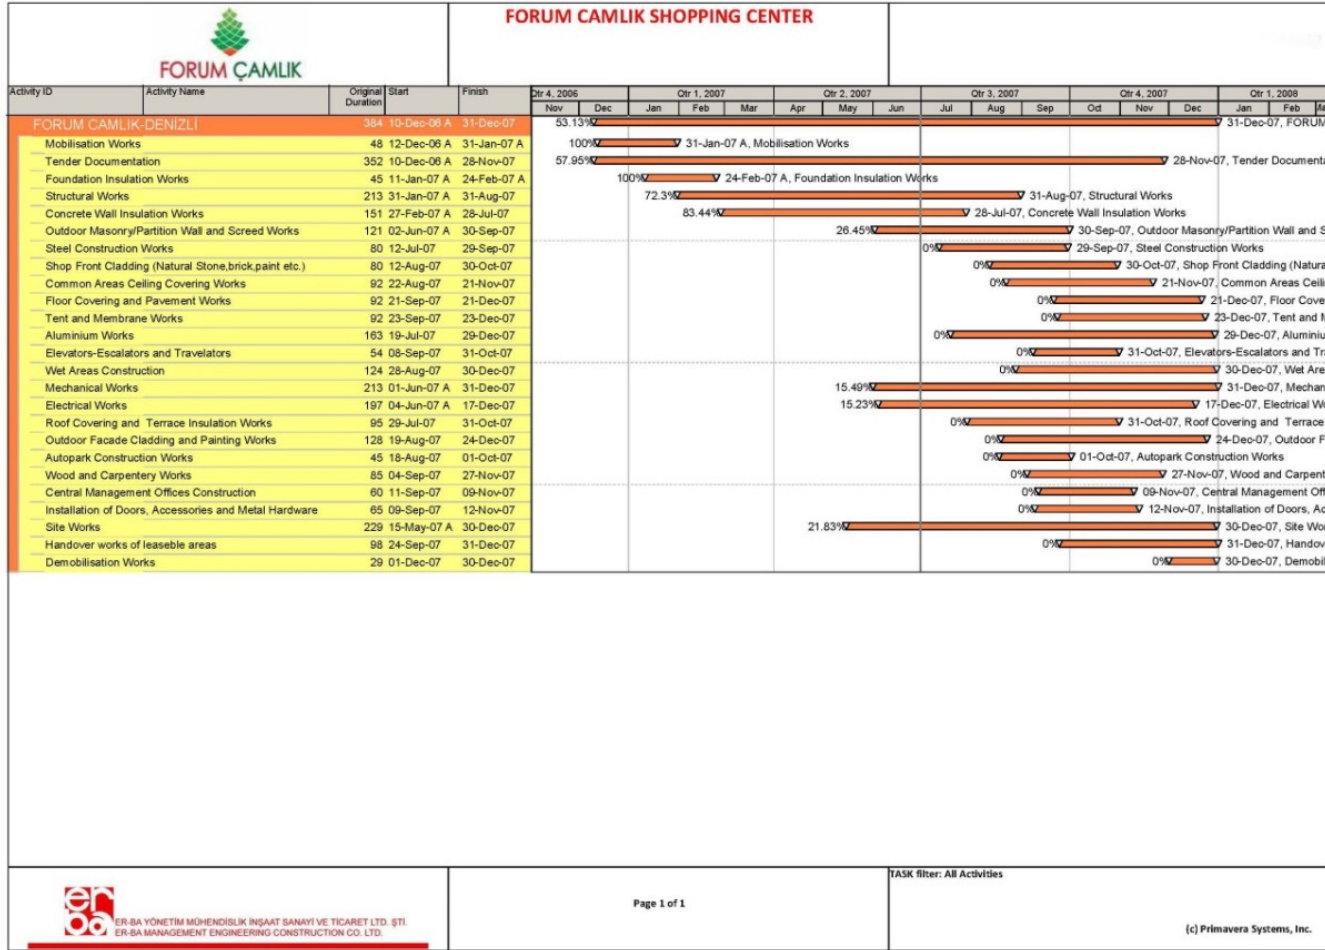 FORUM CAMLIK SHOPPING CENTER
FORUM ÇAMLIK
Activity ID Activity Name Original Duration Start Finish Qtr 4, 2006 Qtr 1, 2007 Qtr 2, 2007 Qtr 3, 2007 Qtr 4, 2007 Qtr 1, 2008
Nov Dec Jan Feb Mar Apr May Jun Jul Aug Sep Oct Nov Dec Jan Feb
FORUM CAMLIK-DENİZLİ 384 10-Dec-06 A 31-Dec-07 53.13% 31-Dec-07, FORUM
Mobilisation Works 48 12-Dec-06 A 31-Jan-07 A 100% 31-Jan-07 A, Mobilisation Works
Tender Documentation 352 10-Dec-06 A 28-Nov-07 57.95% 28-Nov-07, Tender Documenta
Foundation Insulation Works 45 11-Jan-07 A 24-Feb-07 A 100% 24-Feb-07 A, Foundation Insulation Works
Structural Works 213 31-Jan-07 A 31-Aug-07 72.3% 31-Aug-07, Structural Works
Concrete Wall Insulation Works 151 27-Feb-07 A 28-Jul-07 83.44% 28-Jul-07, Concrete Wall Insulation Works
Outdoor Masonry/Partition Wall and Screed Works 121 02-Jun-07 A 30-Sep-07 26.45% 30-Sep-07, Outdoor Masonry/Partition Wall and S
Steel Construction Works 80 12-Jul-07 29-Sep-07 0% 29-Sep-07, Steel Construction Works
Shop Front Cladding (Natural Stone,brick,paint etc.) 80 12-Aug-07 30-Oct-07 0% 30-Oct-07, Shop Front Cladding (Natura
Common Areas Ceiling Covering Works 92 22-Aug-07 21-Nov-07 0% 21-Nov-07, Common Areas Ceili
Floor Covering and Pavement Works 92 21-Sep-07 21-Dec-07 0% 21-Dec-07, Floor Cove
Tent and Membrane Works 92 23-Sep-07 23-Dec-07 0% 23-Dec-07, Tent and M
Aluminium Works 163 19-Jul-07 29-Dec-07 0% 29-Dec-07, Aluminiu
Elevators-Escalators and Travelators 54 08-Sep-07 31-Oct-07 0% 31-Oct-07, Elevators-Escalators and Tra
Wet Areas Construction 124 28-Aug-07 30-Dec-07 0% 30-Dec-07, Wet Are
Mechanical Works 213 01-Jun-07 A 31-Dec-07 15.49% 31-Dec-07, Mechan
Electrical Works 197 04-Jun-07 A 17-Dec-07 15.23% 17-Dec-07, Electrical Wo
Roof Covering and Terrace Insulation Works 95 29-Jul-07 31-Oct-07 0% 31-Oct-07, Roof Covering and Terrace
Outdoor Facade Cladding and Painting Works 128 19-Aug-07 24-Dec-07 0% 24-Dec-07, Outdoor F
Autopark Construction Works 45 18-Aug-07 01-Oct-07 0% 01-Oct-07, Autopark Construction Works
Wood and Carpentery Works 85 04-Sep-07 27-Nov-07 0% 27-Nov-07, Wood and Carpent
Central Management Offices Construction 60 11-Sep-07 09-Nov-07 0% 09-Nov-07, Central Management Off
Installation of Doors, Accessories and Metal Hardware 65 09-Sep-07 12-Nov-07 0% 12-Nov-07, Installation of Doors, Ac
Site Works 229 15-May-07 A 30-Dec-07 21.83% 30-Dec-07, Site Wor
Handover works of leaseble areas 98 24-Sep-07 31-Dec-07 0% 31-Dec-07, Handov
Demobilisation Works 29 01-Dec-07 30-Dec-07 0% 30-Dec-07, Demobil
er-ba
ER-BA YÖNETİM MÜHENDİSLİK İNŞAAT SANAYİ VE TİCARET LTD. ŞTİ.
ER-BA MANAGEMENT ENGINEERING CONSTRUCTION CO. LTD.
Page 1 of 1
TASK filter: All Activities
(c) Primavera Systems, Inc.